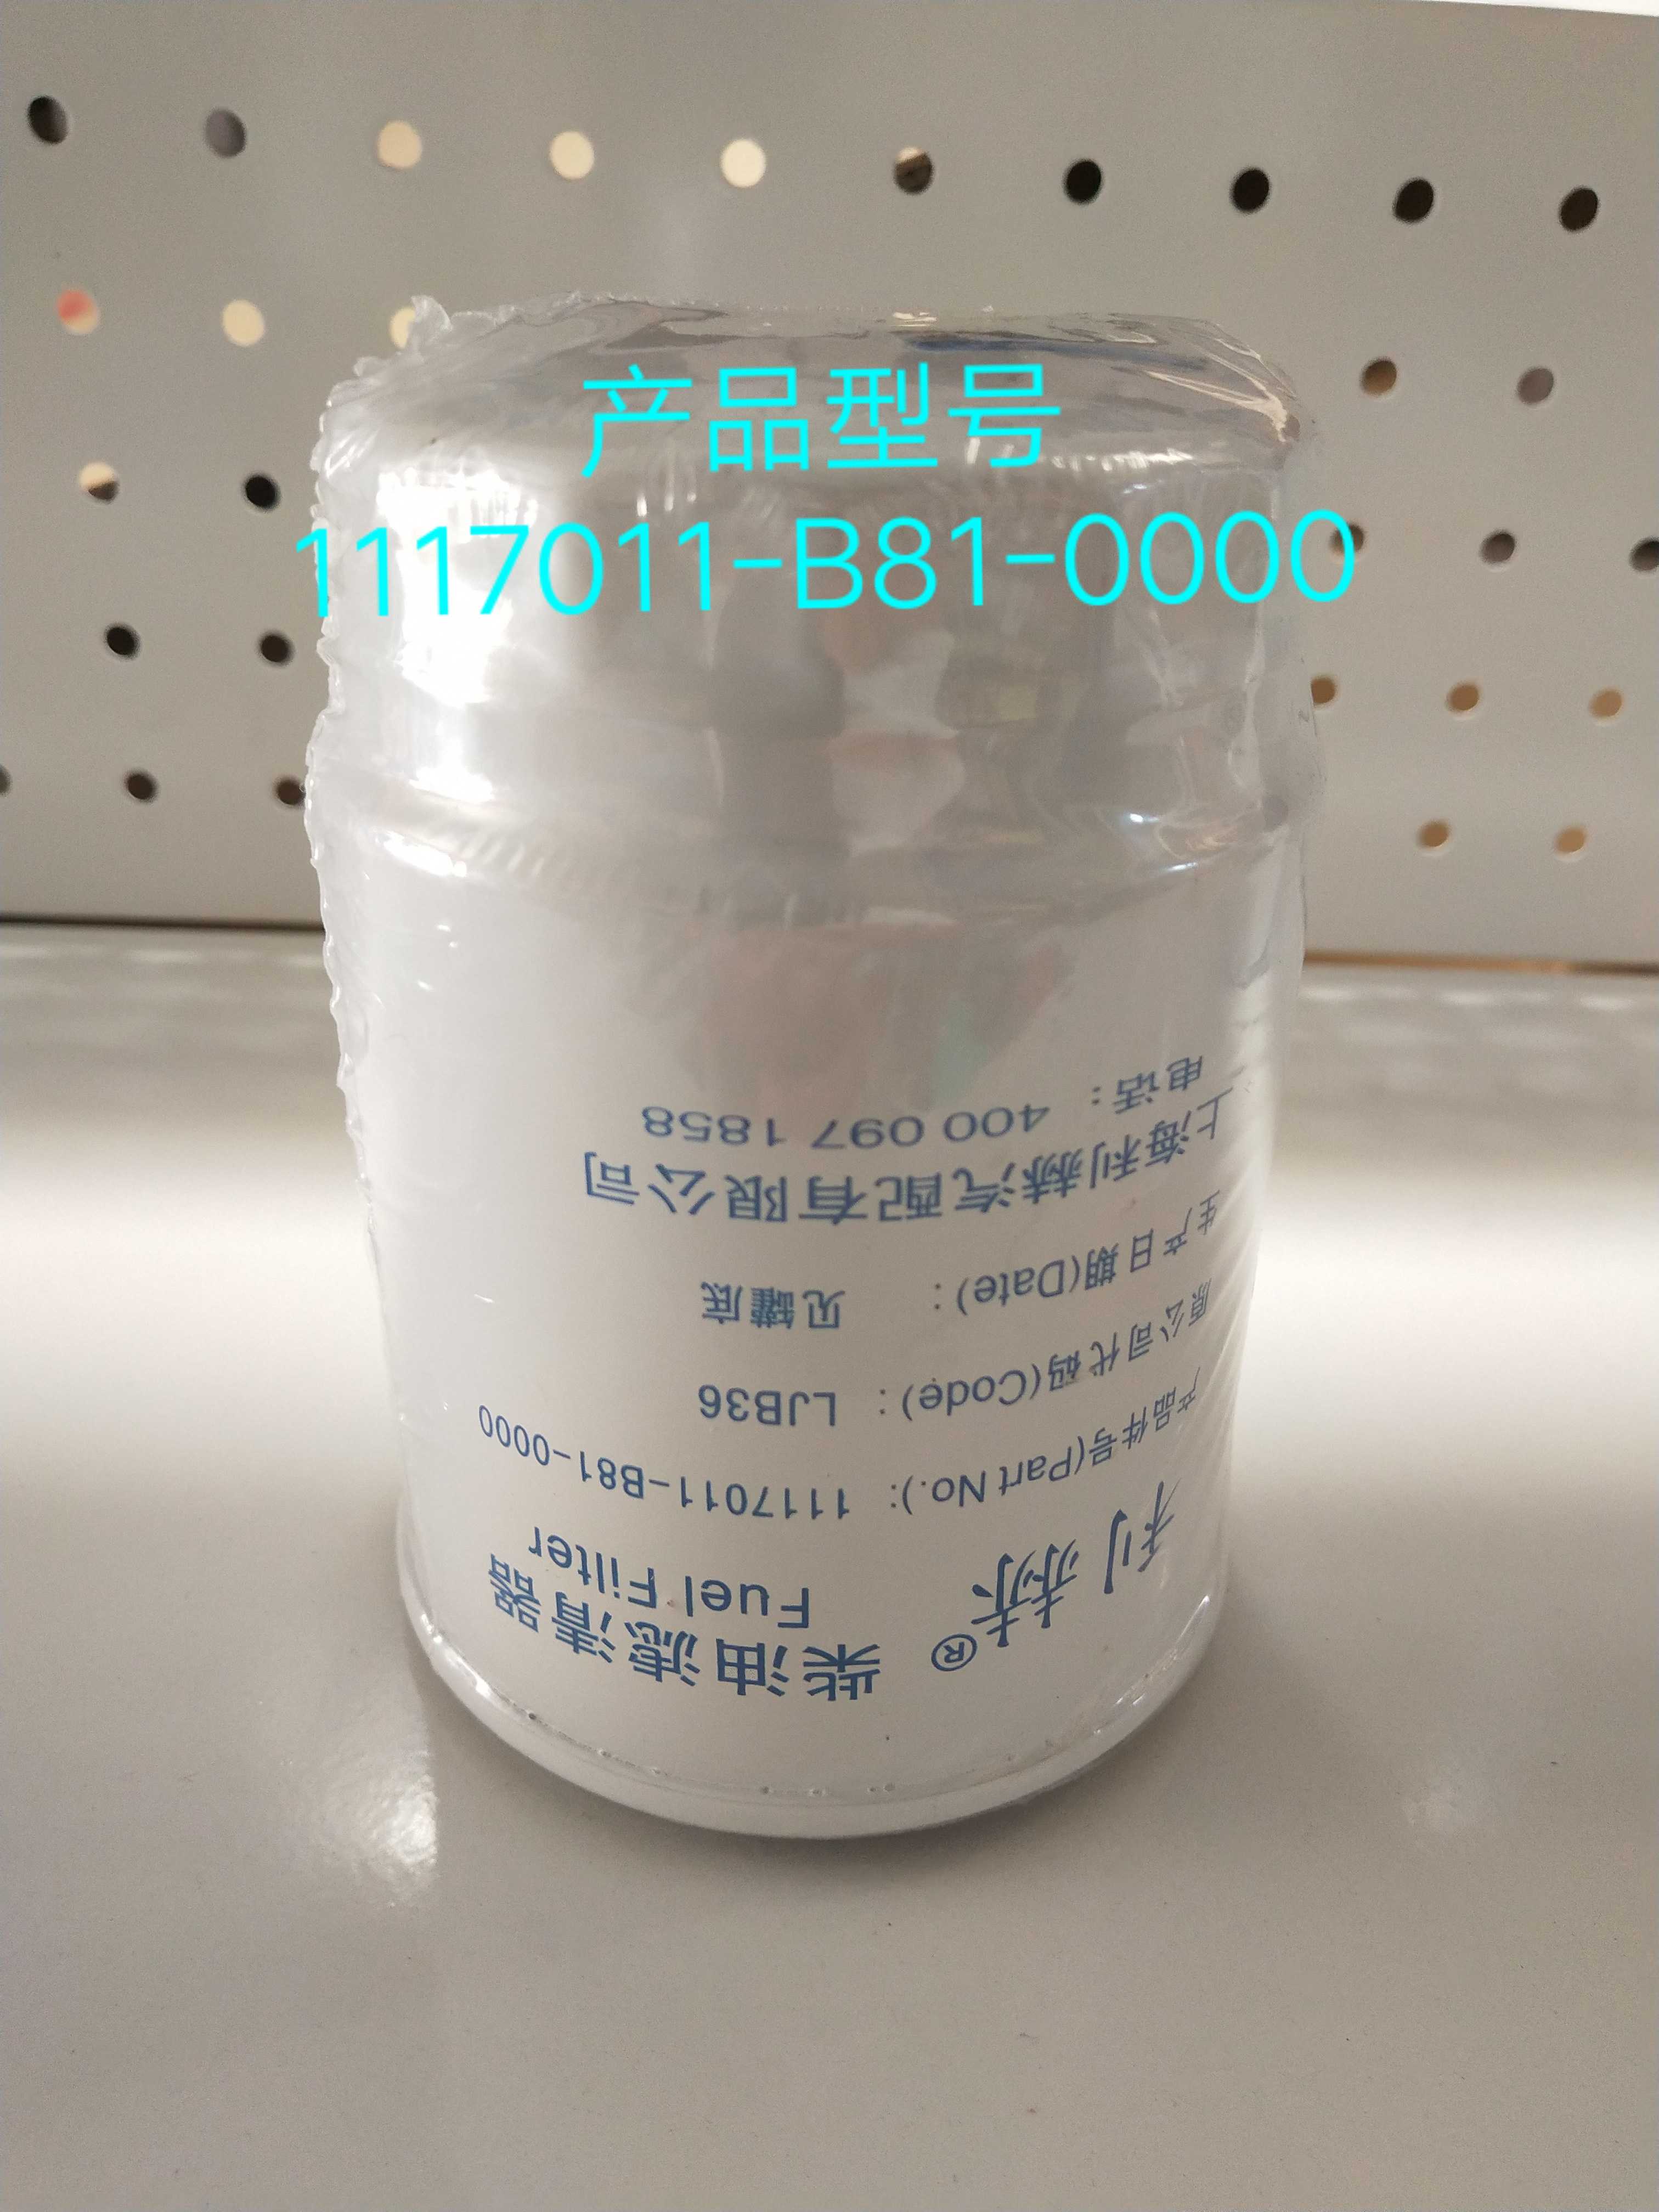 产品型号
1117011-B81-0000
利赫® 柴油滤清器
Fuel Filter
产品件号(Part No.)： 1117011-B81-0000
原公司代码(Code)： LJB36
生产日期(Date)： 见罐底
上海利赫汽配有限公司
电话： 400 097 1858